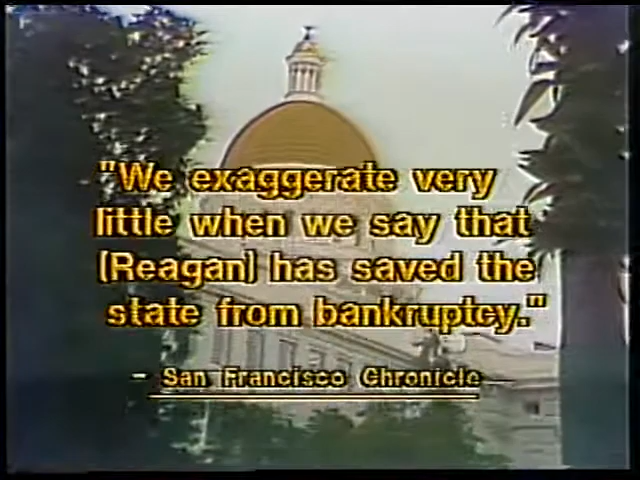 "We exaggerate very
little when we say that
(Reagan) has saved the
state from bankruptcy."
- San Francisco Chronicle